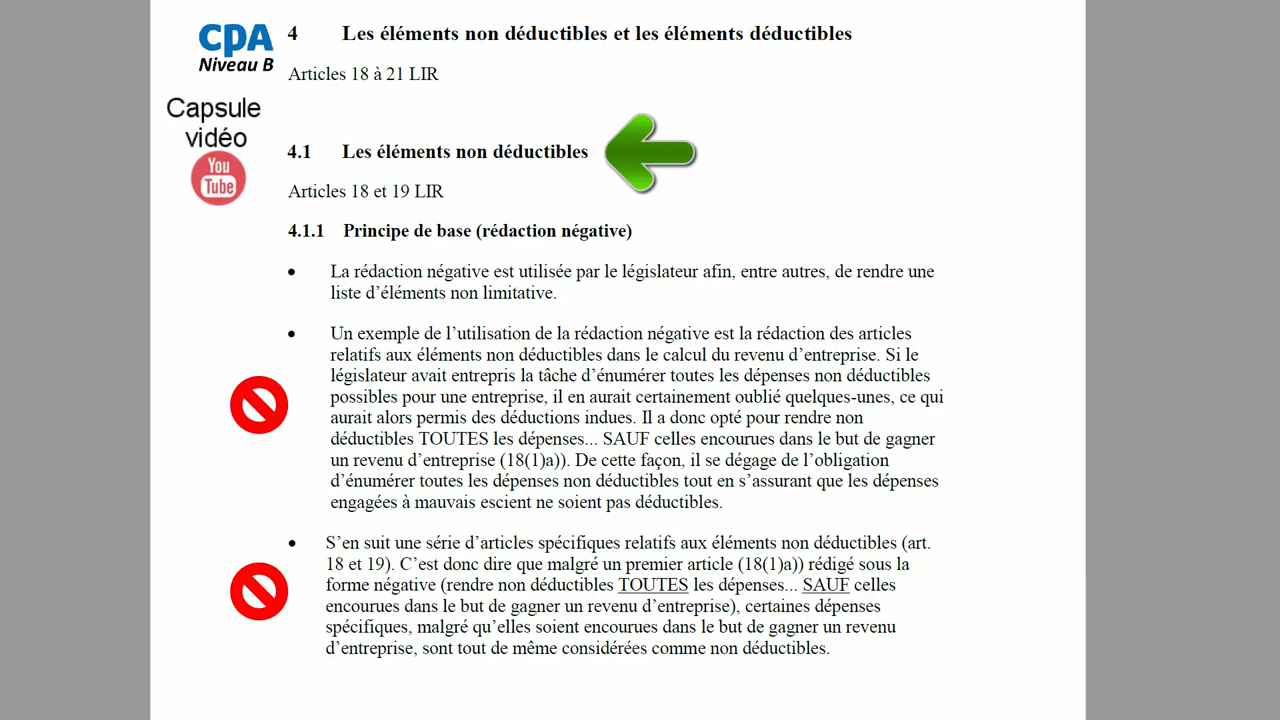 CPA
Niveau B
4 Les éléments non déductibles et les éléments déductibles
Articles 18 à 21 LIR
Capsule
vidéo
You
Tube
4.1 Les éléments non déductibles
Articles 18 et 19 LIR
4.1.1 Principe de base (rédaction négative)
• La rédaction négative est utilisée par le législateur afin, entre autres, de rendre une
liste d’éléments non limitative.
• Un exemple de l’utilisation de la rédaction négative est la rédaction des articles
relatifs aux éléments non déductibles dans le calcul du revenu d’entreprise. Si le
législateur avait entrepris la tâche d’énumérer toutes les dépenses non déductibles
possibles pour une entreprise, il en aurait certainement oublié quelques-unes, ce qui
aurait alors permis des déductions indues. Il a donc opté pour rendre non
déductibles TOUTES les dépenses... SAUF celles encourues dans le but de gagner
un revenu d’entreprise (18(1)a)). De cette façon, il se dégage de l’obligation
d’énumérer toutes les dépenses non déductibles tout en s’assurant que les dépenses
engagées à mauvais escient ne soient pas déductibles.
• S’en suit une série d’articles spécifiques relatifs aux éléments non déductibles (art.
18 et 19). C’est donc dire que malgré un premier article (18(1)a)) rédigé sous la
forme négative (rendre non déductibles TOUTES les dépenses... SAUF celles
encourues dans le but de gagner un revenu d’entreprise), certaines dépenses
spécifiques, malgré qu’elles soient encourues dans le but de gagner un revenu
d’entreprise, sont tout de même considérées comme non déductibles.